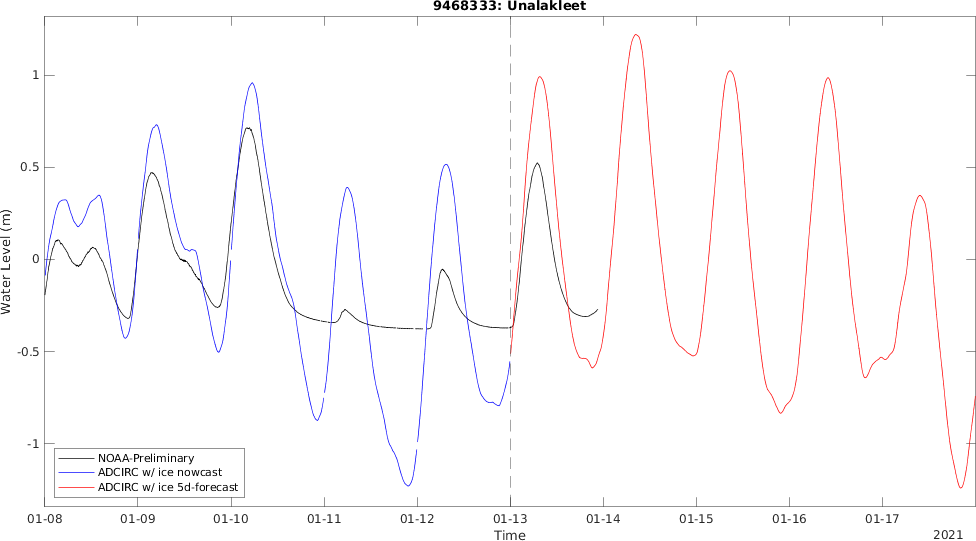 9468333: Unalakleet
Water Level (m)
1
0.5
0
-0.5
-1
NOAA-Preliminary
ADCIRC w/ ice nowcast
ADCIRC w/ ice 5d-forecast
01-08 01-09 01-10 01-11 01-12 01-13 01-14 01-15 01-16 01-17
Time
2021